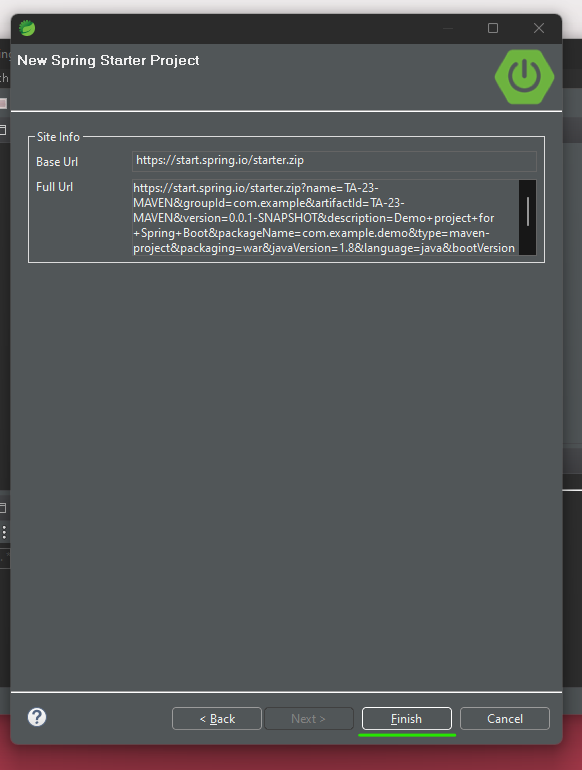 New Spring Starter Project
Site Info
Base Url
https://start.spring.io/starter.zip
Full Url
https://start.spring.io/starter.zip?name=TA-23-
MAVEN&groupId=com.example&artifactId=TA-23-
MAVEN&version=0.0.1-SNAPSHOT&description=Demo+project+for
+Spring+Boot&packageName=com.example.demo&type=maven-
project&packaging=war&javaVersion=1.8&language=java&bootVersion
?
< Back
Next >
Finish
Cancel